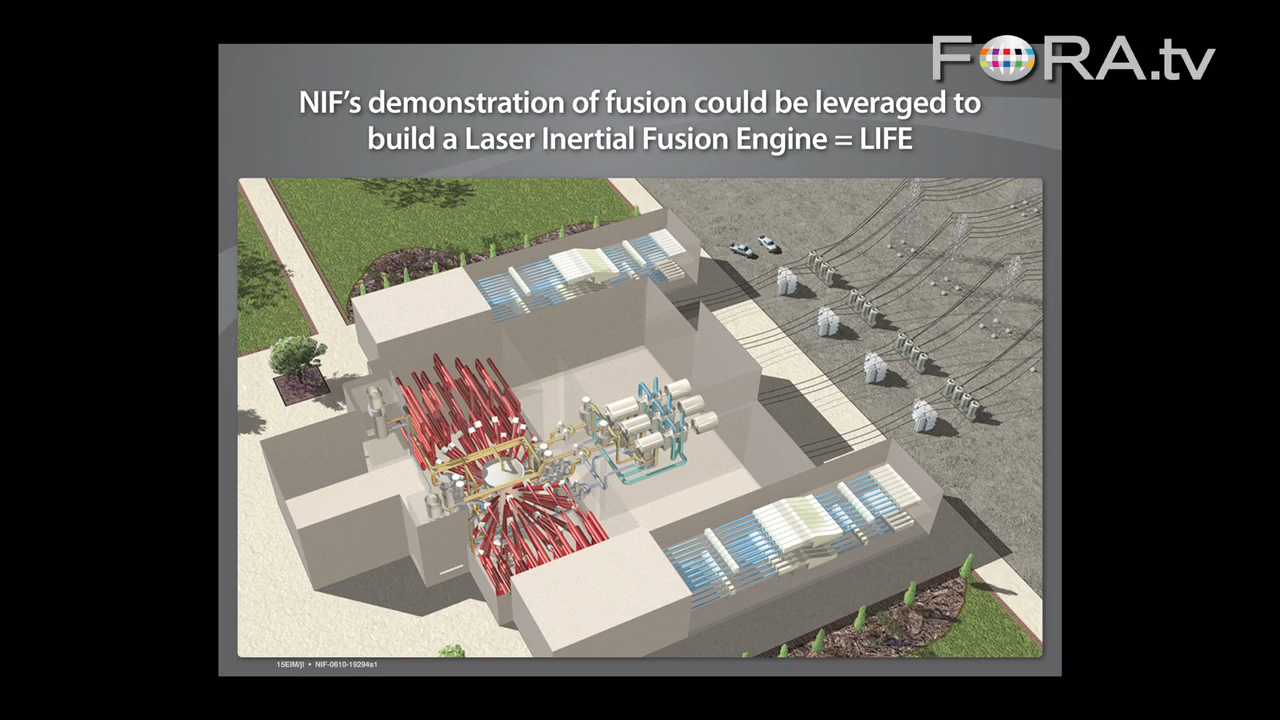 FORA.tv
NIF's demonstration of fusion could be leveraged to
build a Laser Inertial Fusion Engine = LIFE
15EIM/jl • NIF-0610-19294s1